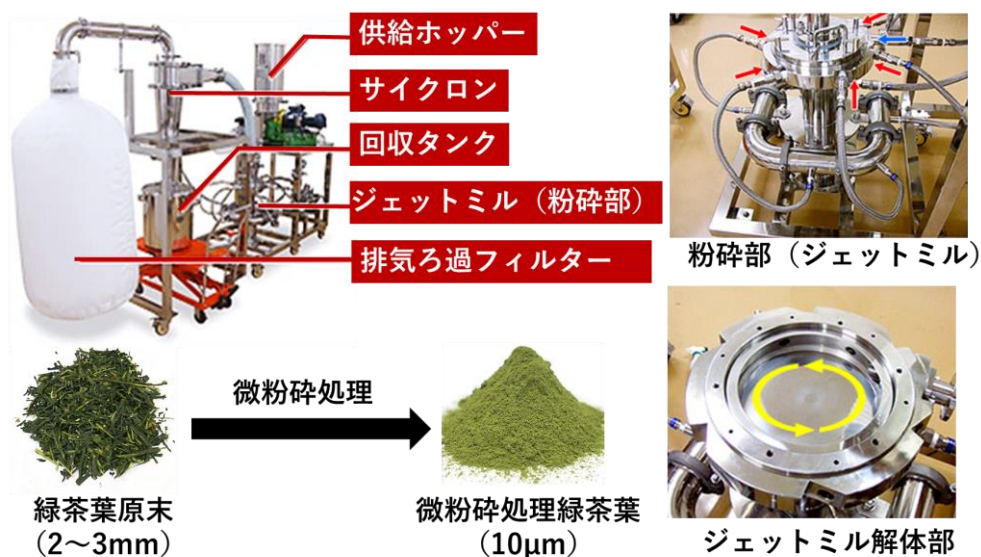 供給ホッパー
サイクロン
回収タンク
ジェットミル（粉砕部）
排気ろ過フィルター
粉砕部（ジェットミル）
微粉砕処理
緑茶葉原末
（2〜3mm）
微粉砕処理緑茶葉
（10μm）
ジェットミル解体部